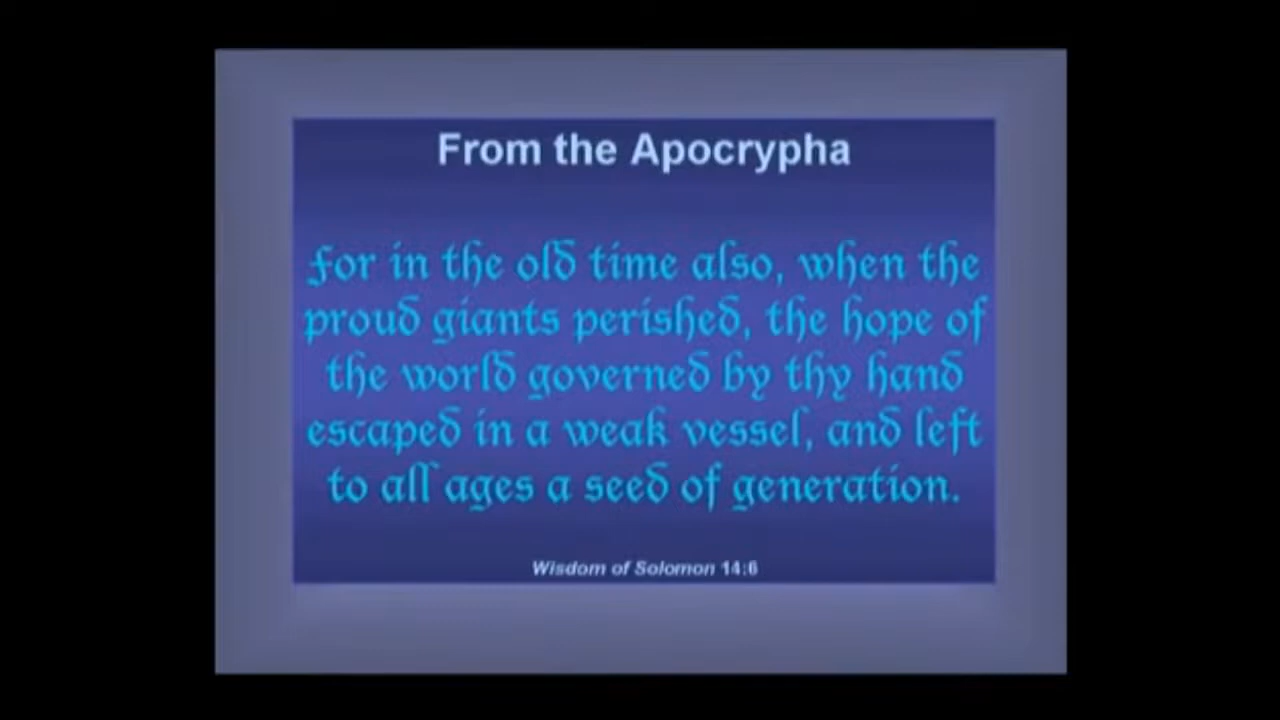 From the Apocrypha
For in the old time also, when the
proud giants perished, the hope of
the world governed by thy hand
escaped in a weak vessel, and left
to all ages a seed of generation.
Wisdom of Solomon 14:6